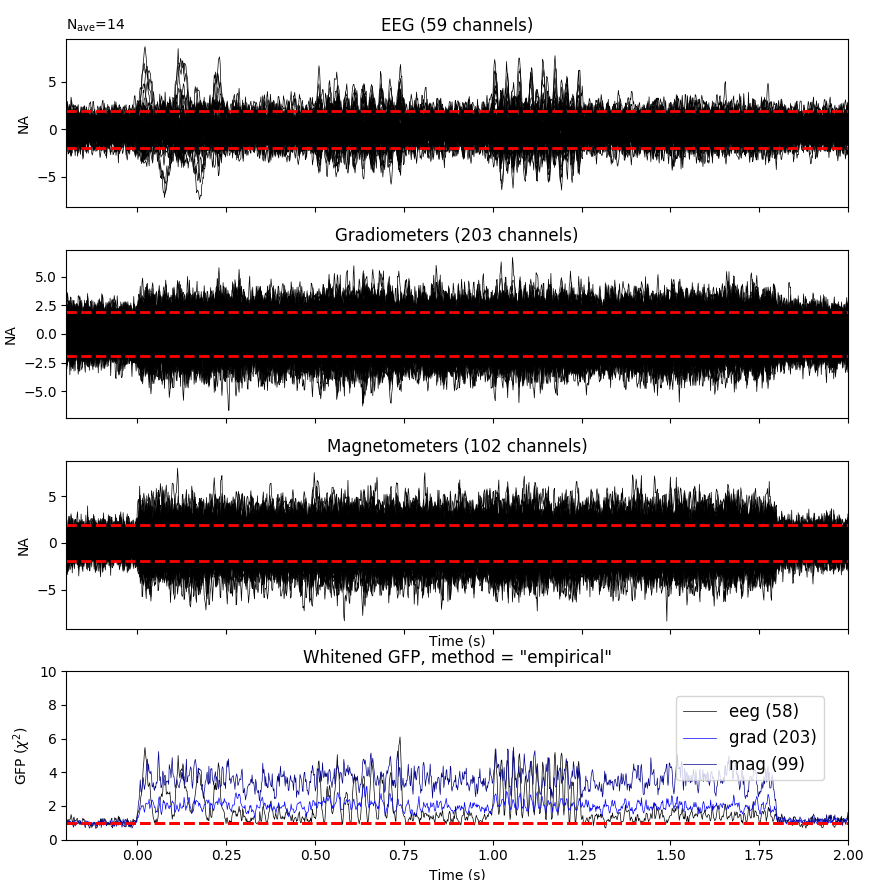 N_ave=14
EEG (59 channels)
5
0
−5
NA
Gradiometers (203 channels)
5.0
2.5
0.0
−2.5
−5.0
NA
Magnetometers (102 channels)
5
0
−5
NA
Time (s)
Whitened GFP, method = "empirical"
10
8
6
4
2
0
GFP (χ²)
eeg (58)
grad (203)
mag (99)
0.00 0.25 0.50 0.75 1.00 1.25 1.50 1.75 2.00
Time (s)